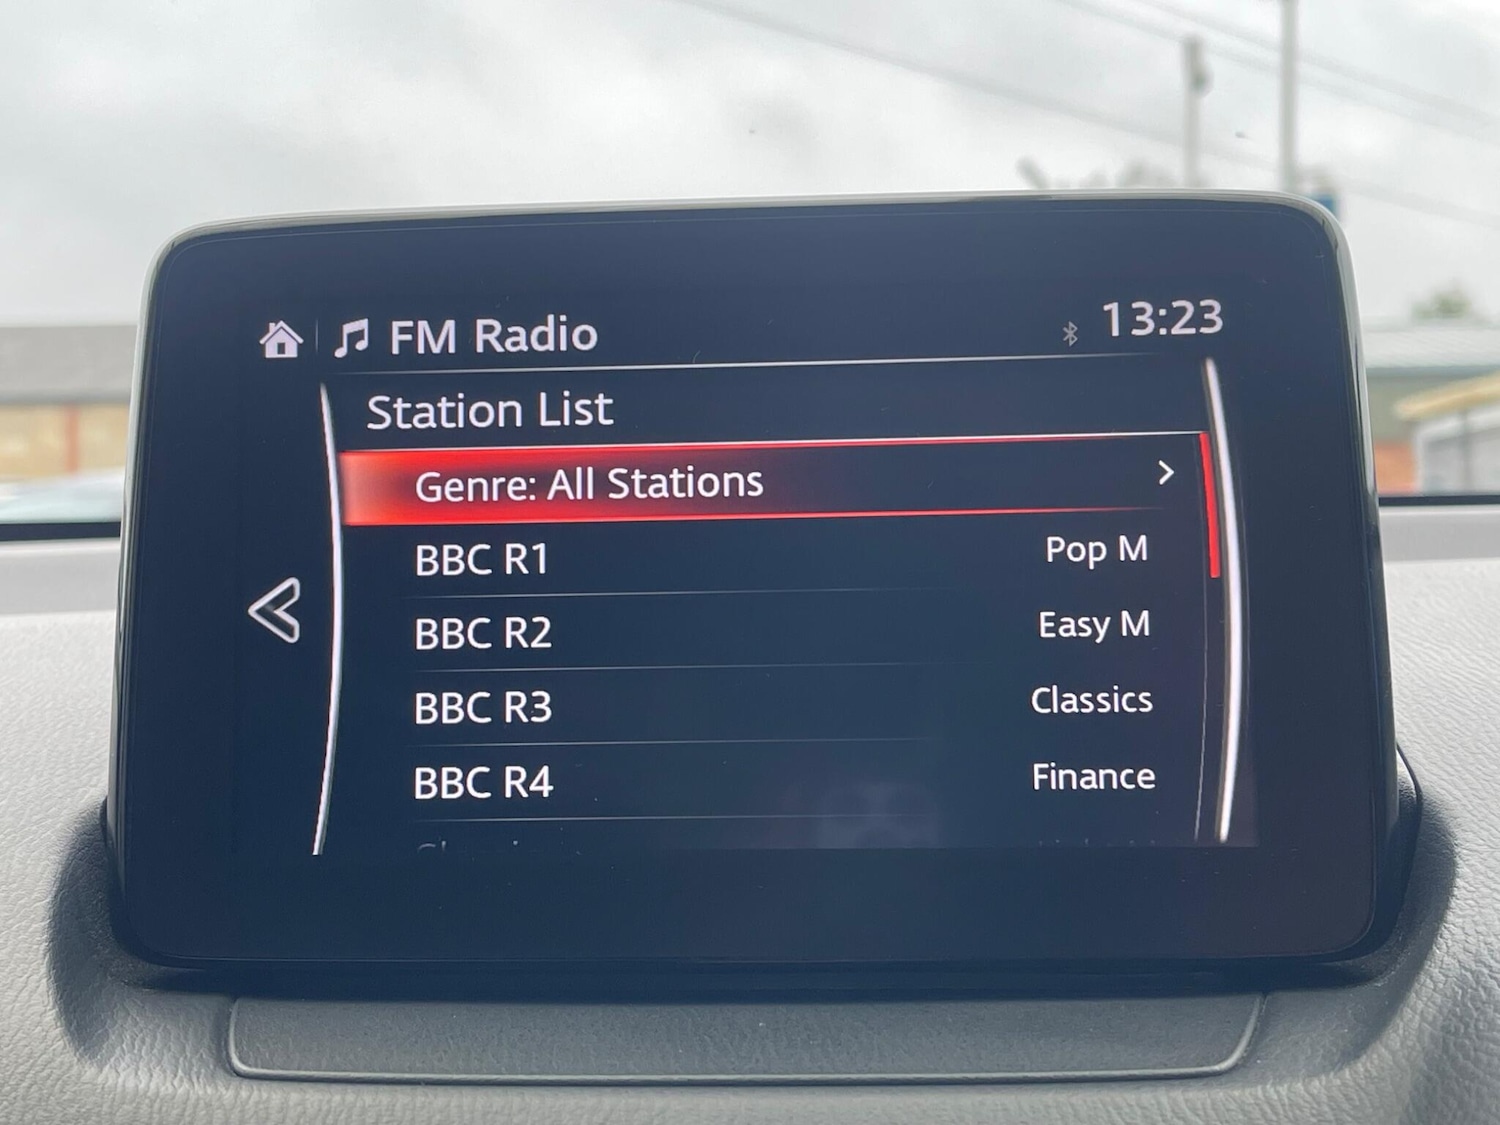 FM Radio
13:23
Station List
Genre: All Stations
BBC R1 Pop M
BBC R2 Easy M
BBC R3 Classics
BBC R4 Finance